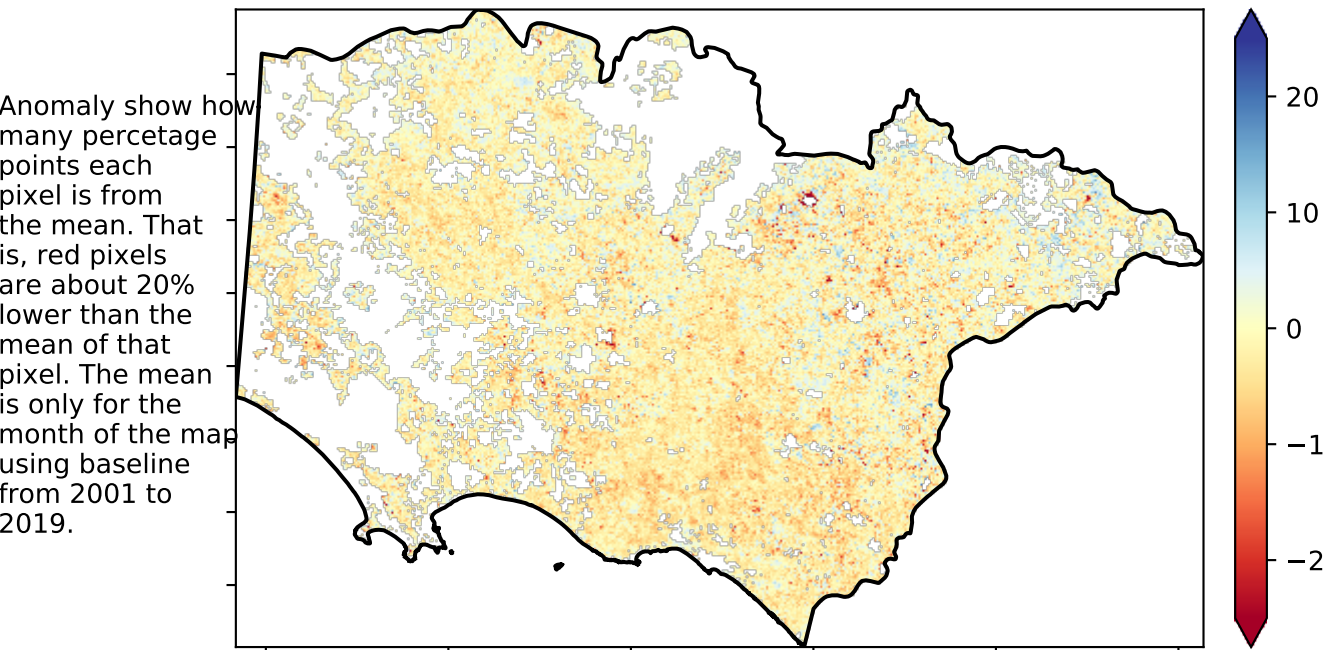 Anomaly show how
many percetage
points each
pixel is from
the mean. That
is, red pixels
are about 20%
lower than the
mean of that
pixel. The mean
is only for the
month of the map
using baseline
from 2001 to
2019.
20
10
0
−1
−2